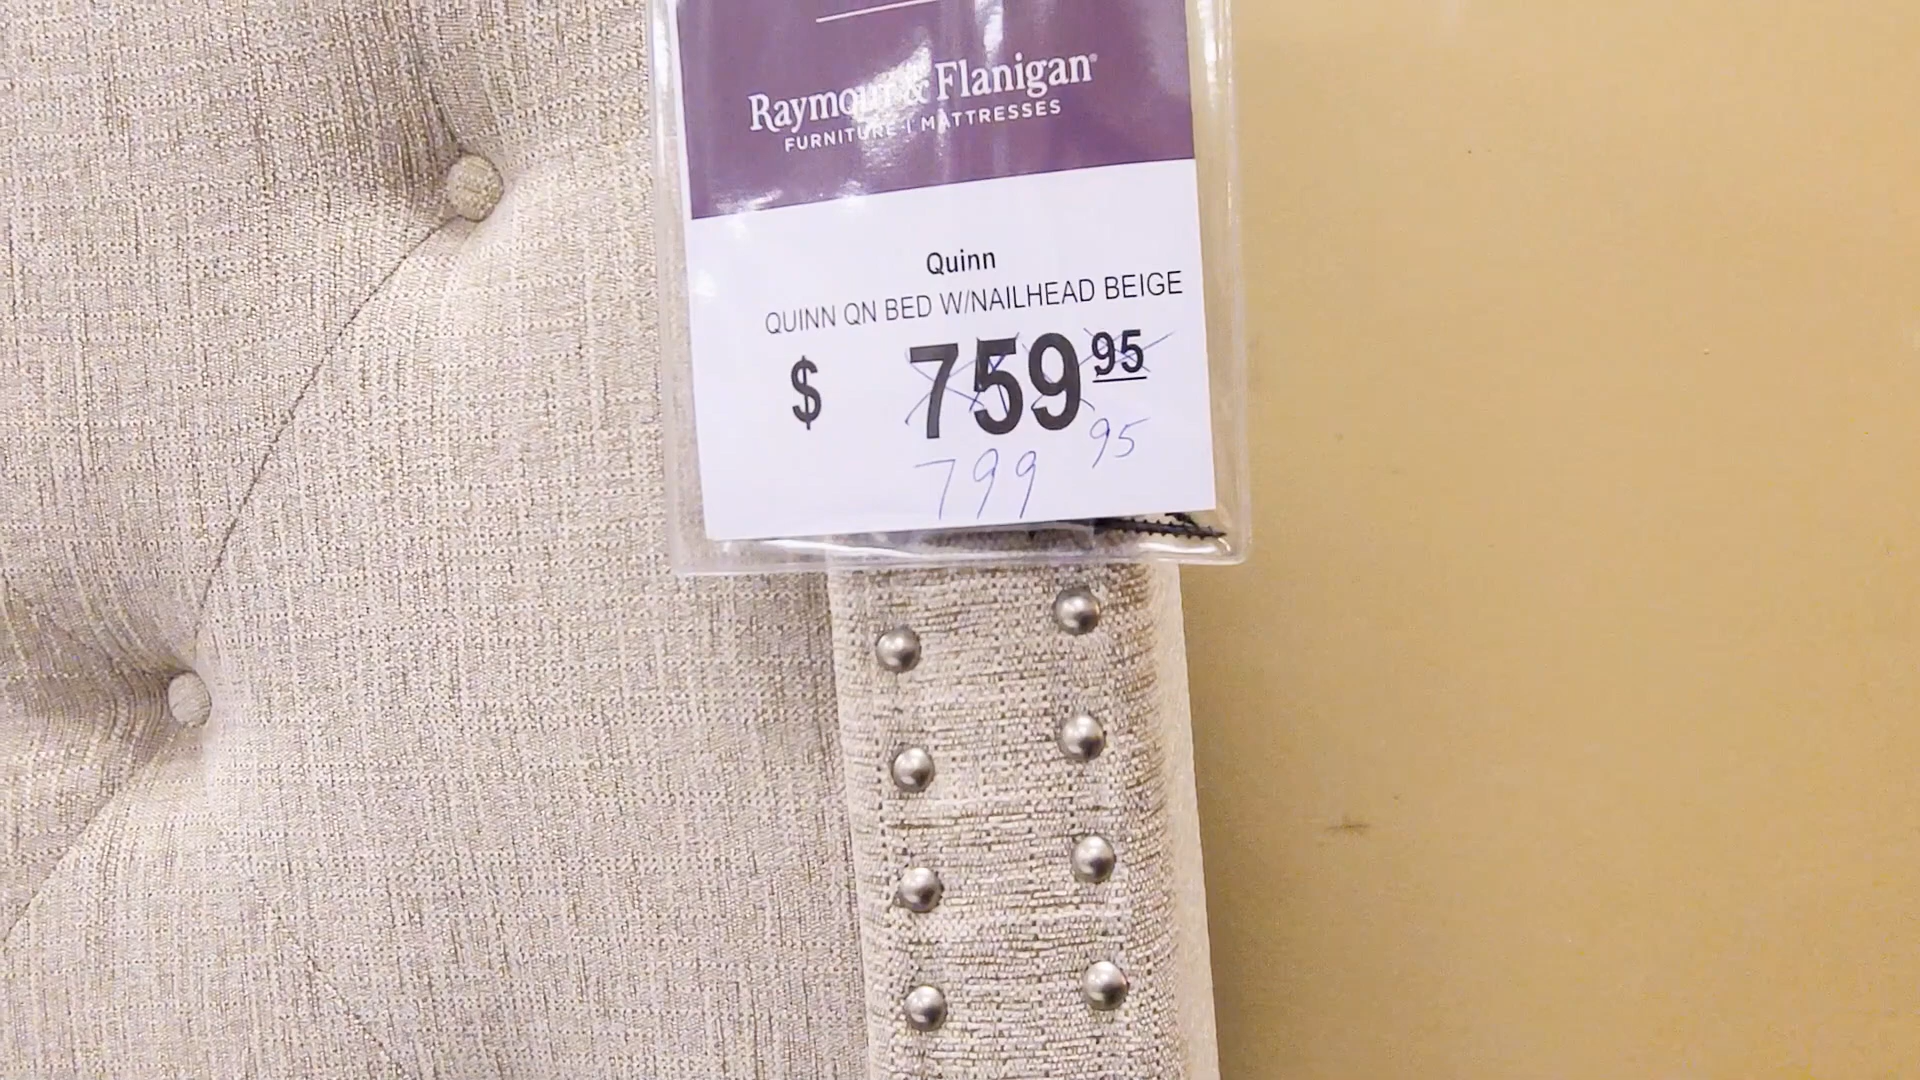 Raymour & Flanigan®
FURNITURE | MATTRESSES
Quinn
QUINN QN BED W/NAILHEAD BEIGE
$ 759 95
799 95